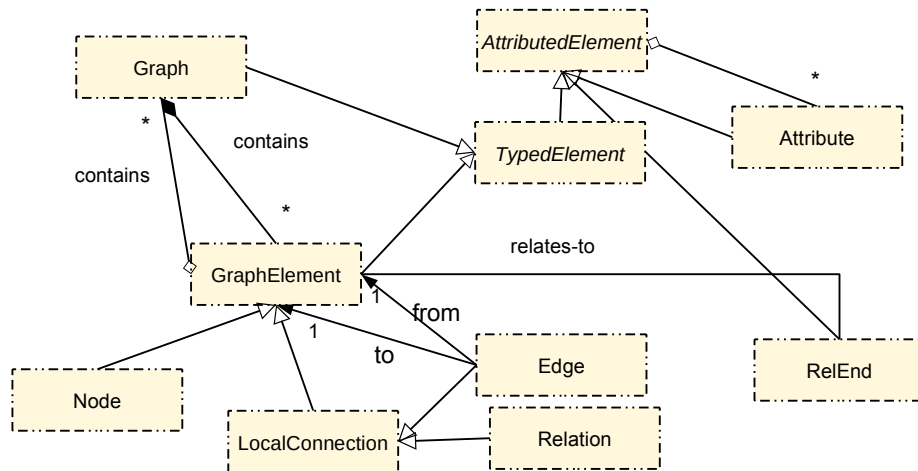 AttributedElement
Graph
*
*
Attribute
contains
TypedElement
contains
*
relates-to
GraphElement
1
from
1
to
Edge
RelEnd
Node
LocalConnection
Relation